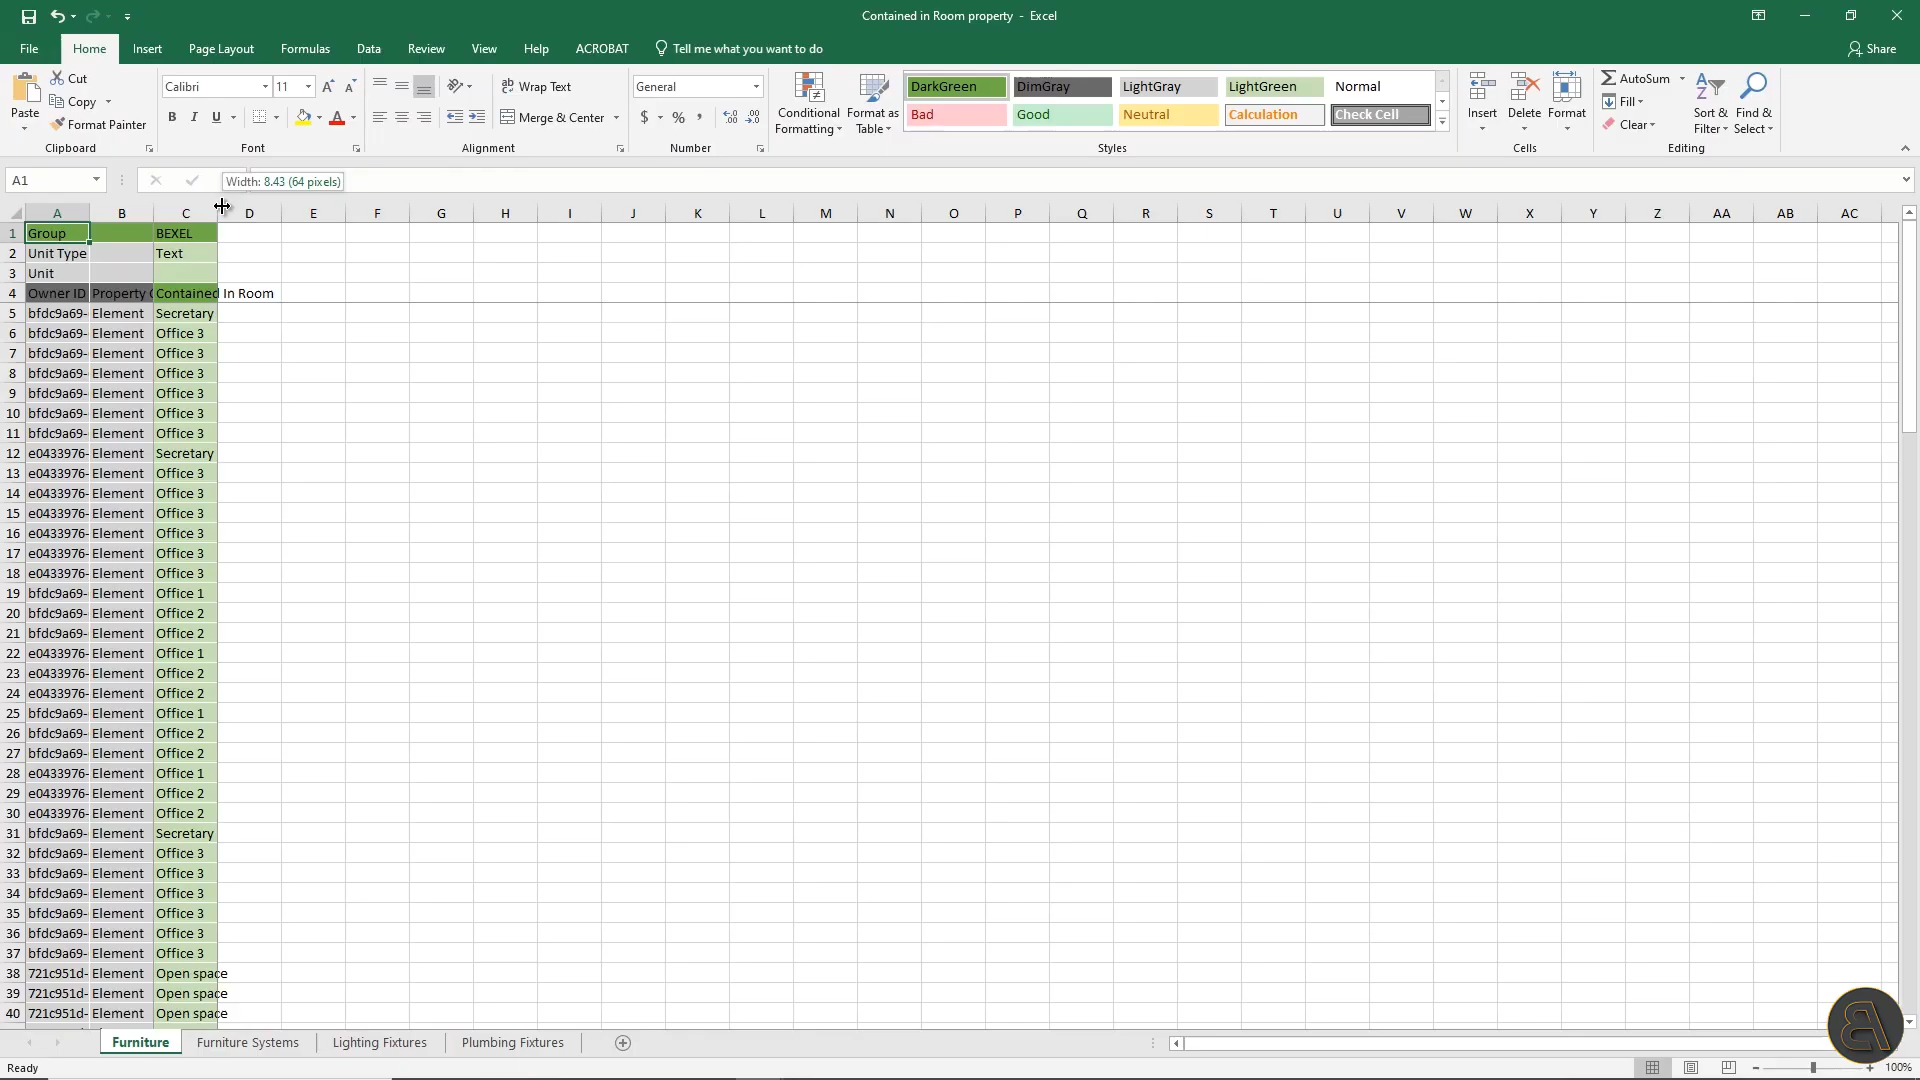 Contained in Room property - Excel
File Home Insert Page Layout Formulas Data Review View Help ACROBAT Tell me what you want to do Share
Paste
Cut
Copy
Format Painter
Clipboard
Calibri 11
B I U
Font
Wrap Text
Merge & Center
Alignment
General
$ % ,
Number
Conditional Formatting
Format as Table
DarkGreen DimGray LightGray LightGreen Normal
Bad Good Neutral Calculation Check Cell
Styles
Insert Delete Format
Cells
AutoSum
Fill
Clear
Sort & Filter
Find & Select
Editing
A1
Width: 8.43 (64 pixels)
A B C D E F G H I J K L M N O P Q R S T U V W X Y Z AA AB AC
1 Group BEXEL
2 Unit Type Text
3 Unit
4 Owner ID Property Contained In Room
5 bfdc9a69- Element Secretary
6 bfdc9a69- Element Office 3
7 bfdc9a69- Element Office 3
8 bfdc9a69- Element Office 3
9 bfdc9a69- Element Office 3
10 bfdc9a69- Element Office 3
11 bfdc9a69- Element Office 3
12 e0433976- Element Secretary
13 e0433976- Element Office 3
14 e0433976- Element Office 3
15 e0433976- Element Office 3
16 e0433976- Element Office 3
17 e0433976- Element Office 3
18 e0433976- Element Office 3
19 bfdc9a69- Element Office 1
20 bfdc9a69- Element Office 2
21 bfdc9a69- Element Office 2
22 e0433976- Element Office 1
23 e0433976- Element Office 2
24 e0433976- Element Office 2
25 bfdc9a69- Element Office 1
26 bfdc9a69- Element Office 2
27 bfdc9a69- Element Office 2
28 e0433976- Element Office 1
29 e0433976- Element Office 2
30 e0433976- Element Office 2
31 bfdc9a69- Element Secretary
32 bfdc9a69- Element Office 3
33 bfdc9a69- Element Office 3
34 bfdc9a69- Element Office 3
35 bfdc9a69- Element Office 3
36 bfdc9a69- Element Office 3
37 bfdc9a69- Element Office 3
38 721c951d- Element Open space
39 721c951d- Element Open space
40 721c951d- Element Open space
Furniture Furniture Systems Lighting Fixtures Plumbing Fixtures
Ready
100%